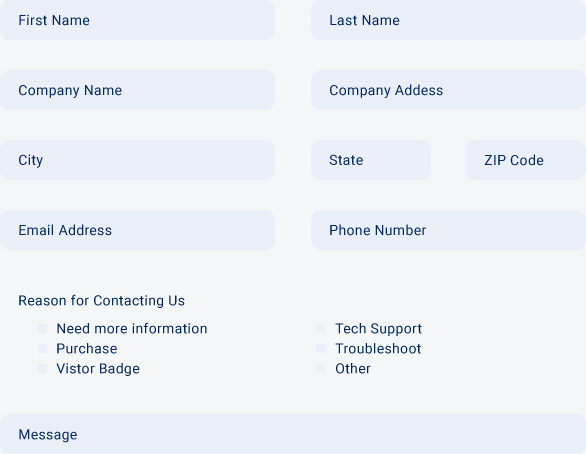 First Name
Last Name
Company Name
Company Addess
City
State
ZIP Code
Email Address
Phone Number
Reason for Contacting Us
Need more information
Tech Support
Purchase
Troubleshoot
Vistor Badge
Other
Message